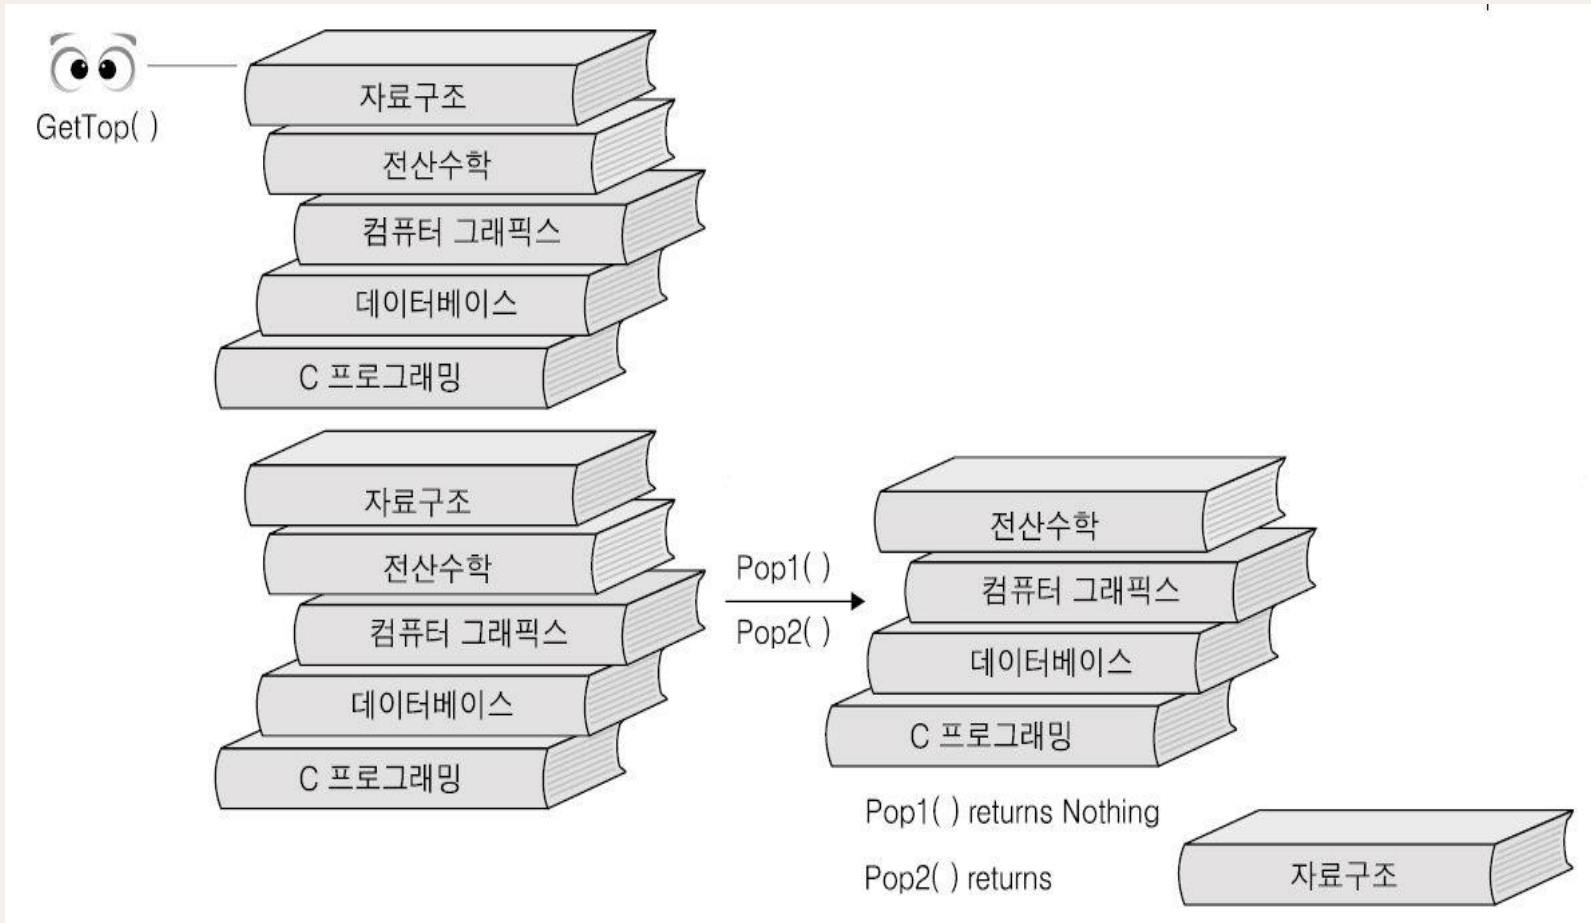 자료구조
GetTop( )
전산수학
컴퓨터 그래픽스
데이터베이스
C 프로그래밍
자료구조
전산수학
컴퓨터 그래픽스
데이터베이스
C 프로그래밍
Pop1( )
Pop2( )
전산수학
컴퓨터 그래픽스
데이터베이스
C 프로그래밍
Pop1( ) returns Nothing
Pop2( ) returns
자료구조